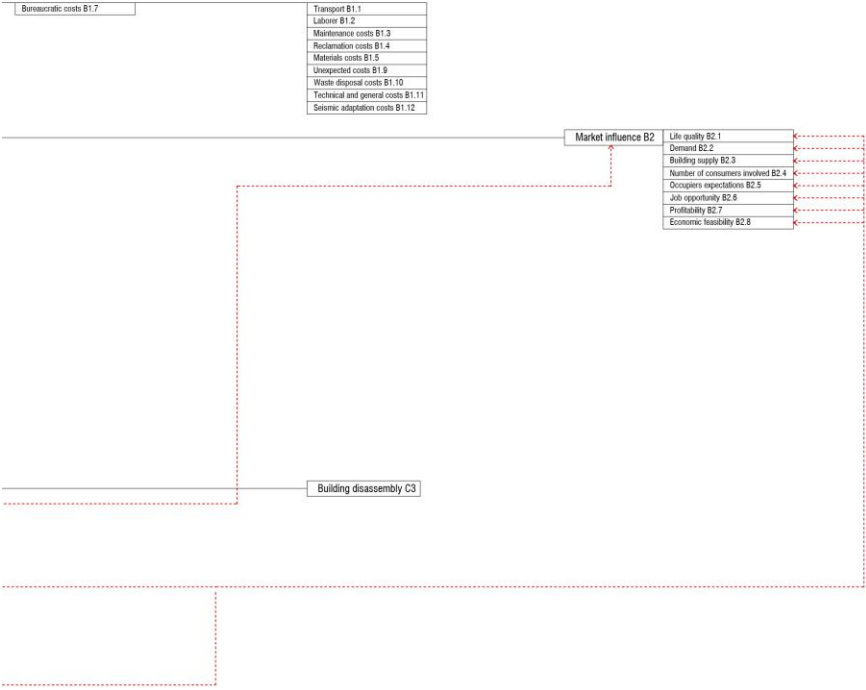 Bureaucratic costs B1.7
Transport B1.1
Laborer B1.2
Maintenance costs B1.3
Reclamation costs B1.4
Materials costs B1.5
Unexpected costs B1.9
Waste disposal costs B1.10
Technical and general costs B1.11
Seismic adaptation costs B1.12
Market influence B2
Life quality B2.1
Demand B2.2
Building supply B2.3
Number of consumers involved B2.4
Occupiers expectations B2.5
Job opportunity B2.6
Profitability B2.7
Economic feasibility B2.8
Building disassembly C3